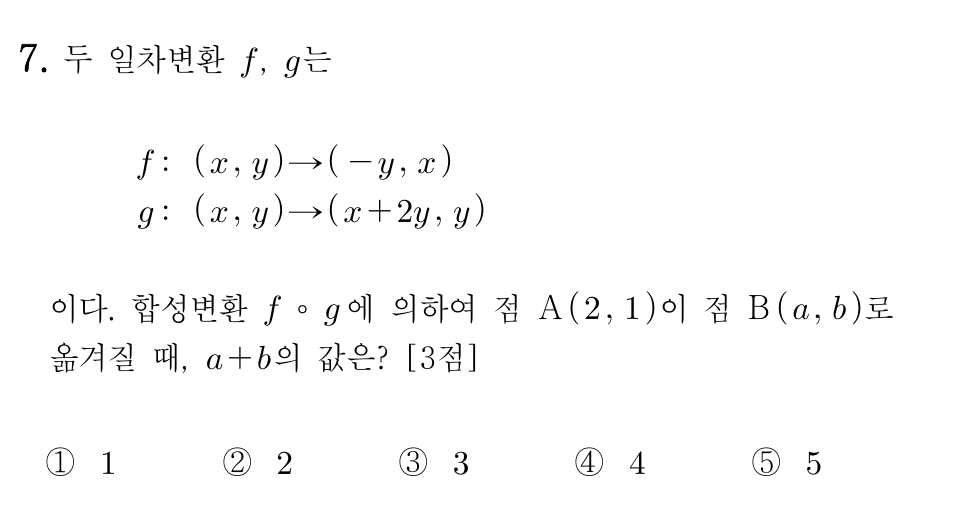 7. 두 일차변환 f, g는
f : (x, y)→(−y, x)
g : (x, y)→(x+2y, y)
이다. 합성변환 f ∘ g에 의하여 점 A(2, 1)이 점 B(a, b)로
옮겨질 때, a+b의 값은? [3점]
① 1 ② 2 ③ 3 ④ 4 ⑤ 5